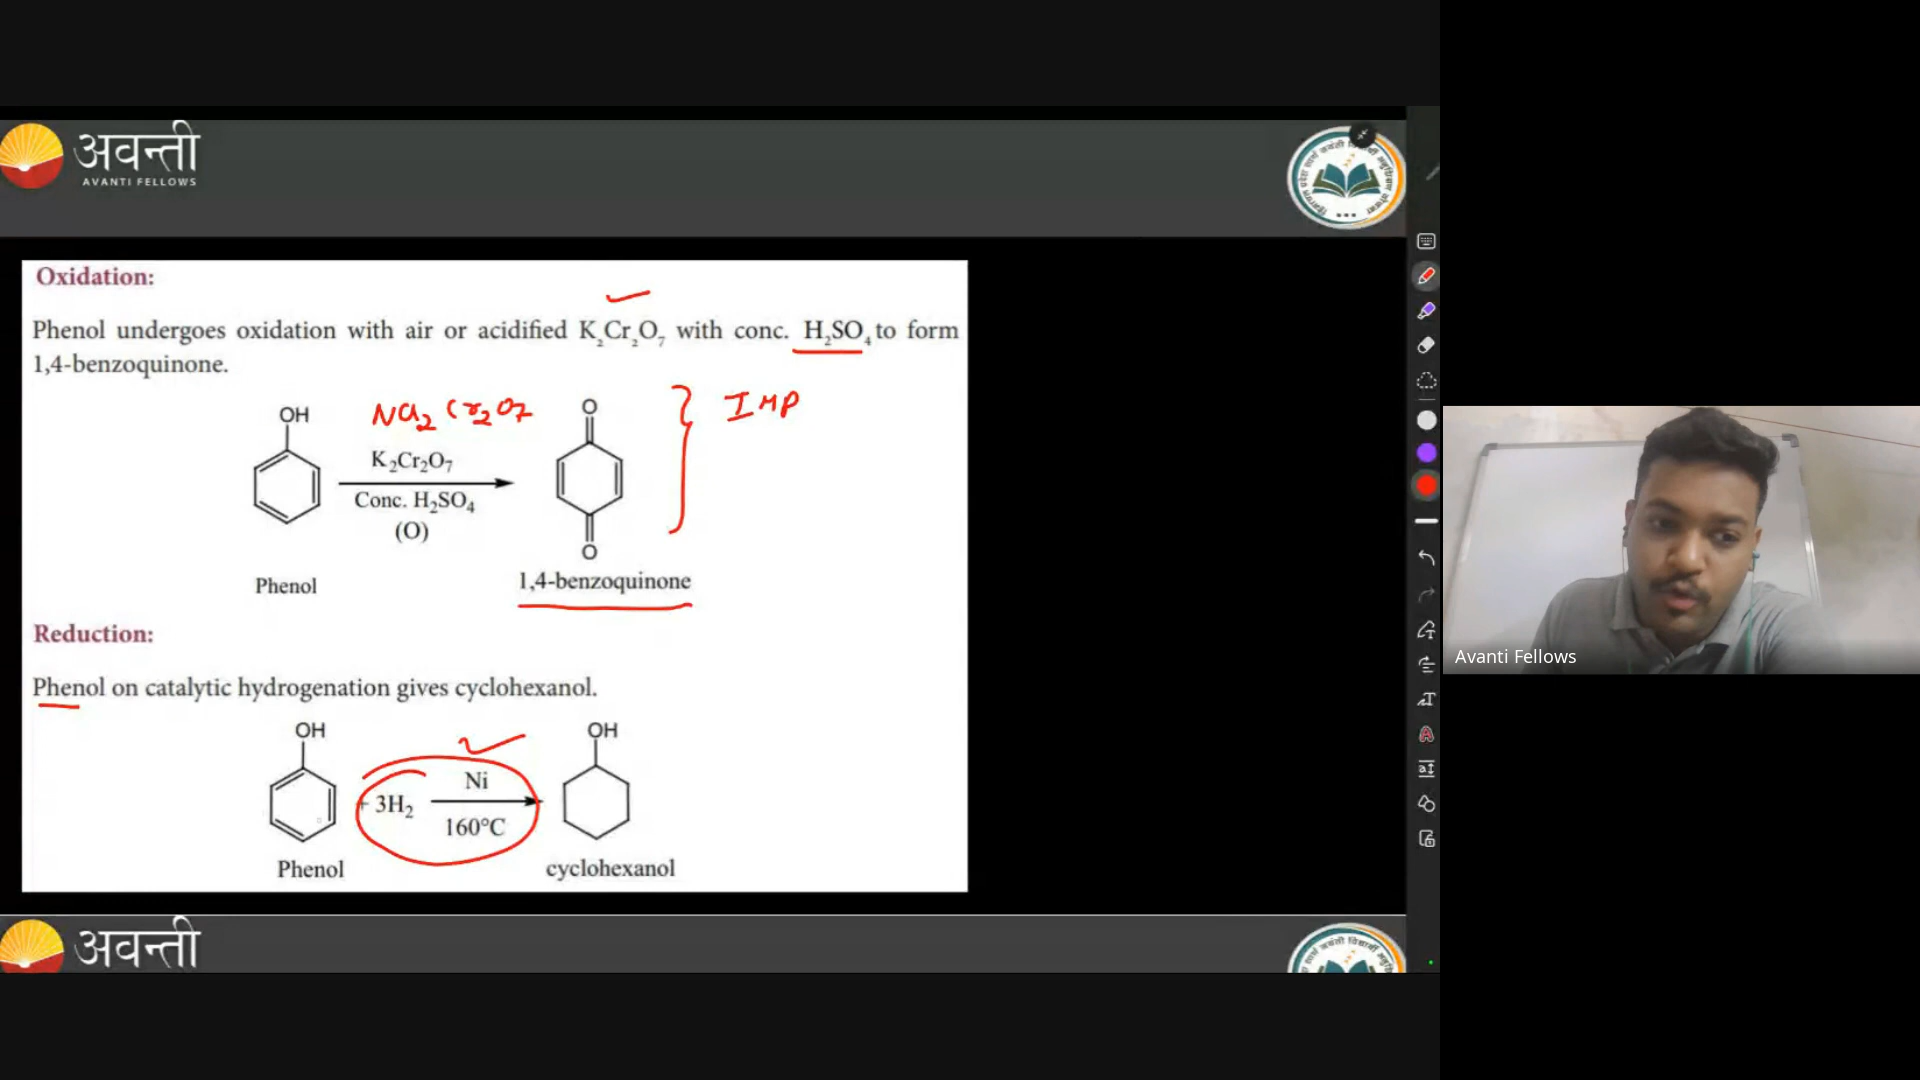 अवन्ती
AVANTI FELLOWS
Oxidation:
Phenol undergoes oxidation with air or acidified K₂Cr₂O₇ with conc. H₂SO₄ to form
1,4-benzoquinone.
OH
Na₂ Cr₂O₇
K₂Cr₂O₇
Conc. H₂SO₄
(O)
O
O
} IMP
Phenol
1,4-benzoquinone
Reduction:
Phenol on catalytic hydrogenation gives cyclohexanol.
OH
+ 3H₂
Ni
160°C
OH
Phenol
cyclohexanol
Avanti Fellows
अवन्ती